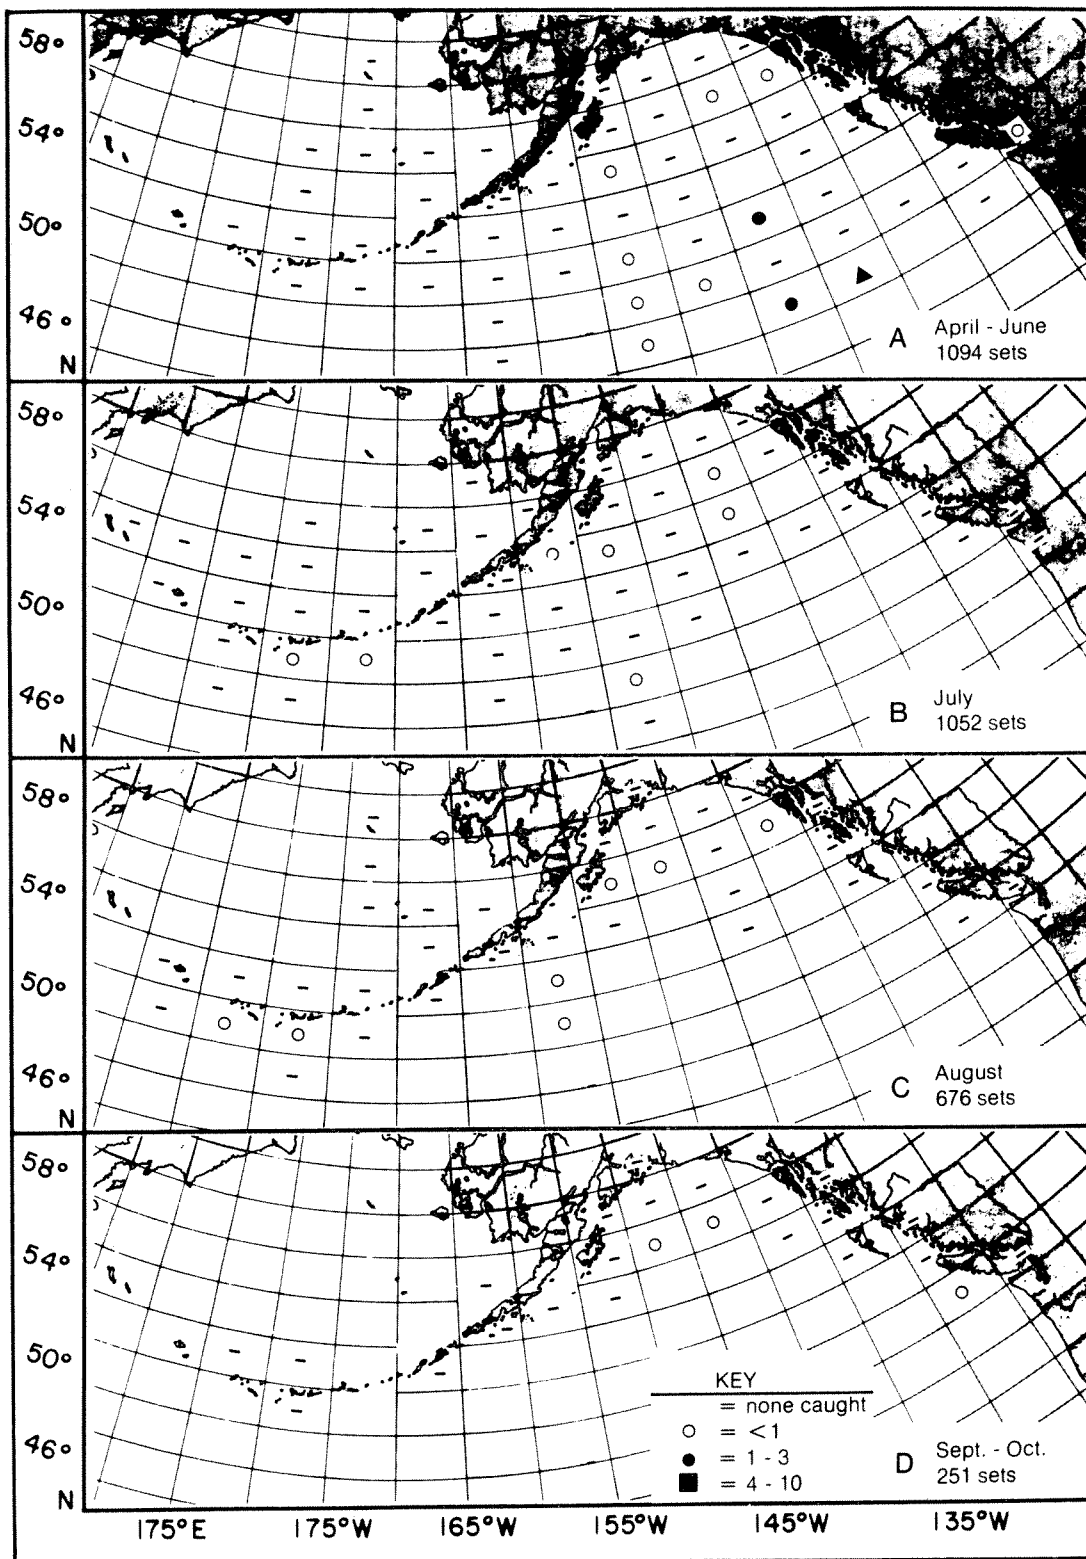 58°
54°
50°
46°
N
A April - June
1094 sets
58°
54°
50°
46°
N
B July
1052 sets
58°
54°
50°
46°
N
C August
676 sets
58°
54°
50°
46°
N
KEY
= none caught
= <1
= 1 - 3
= 4 - 10
D Sept. - Oct.
251 sets
175°E 175°W 165°W 155°W 145°W 135°W